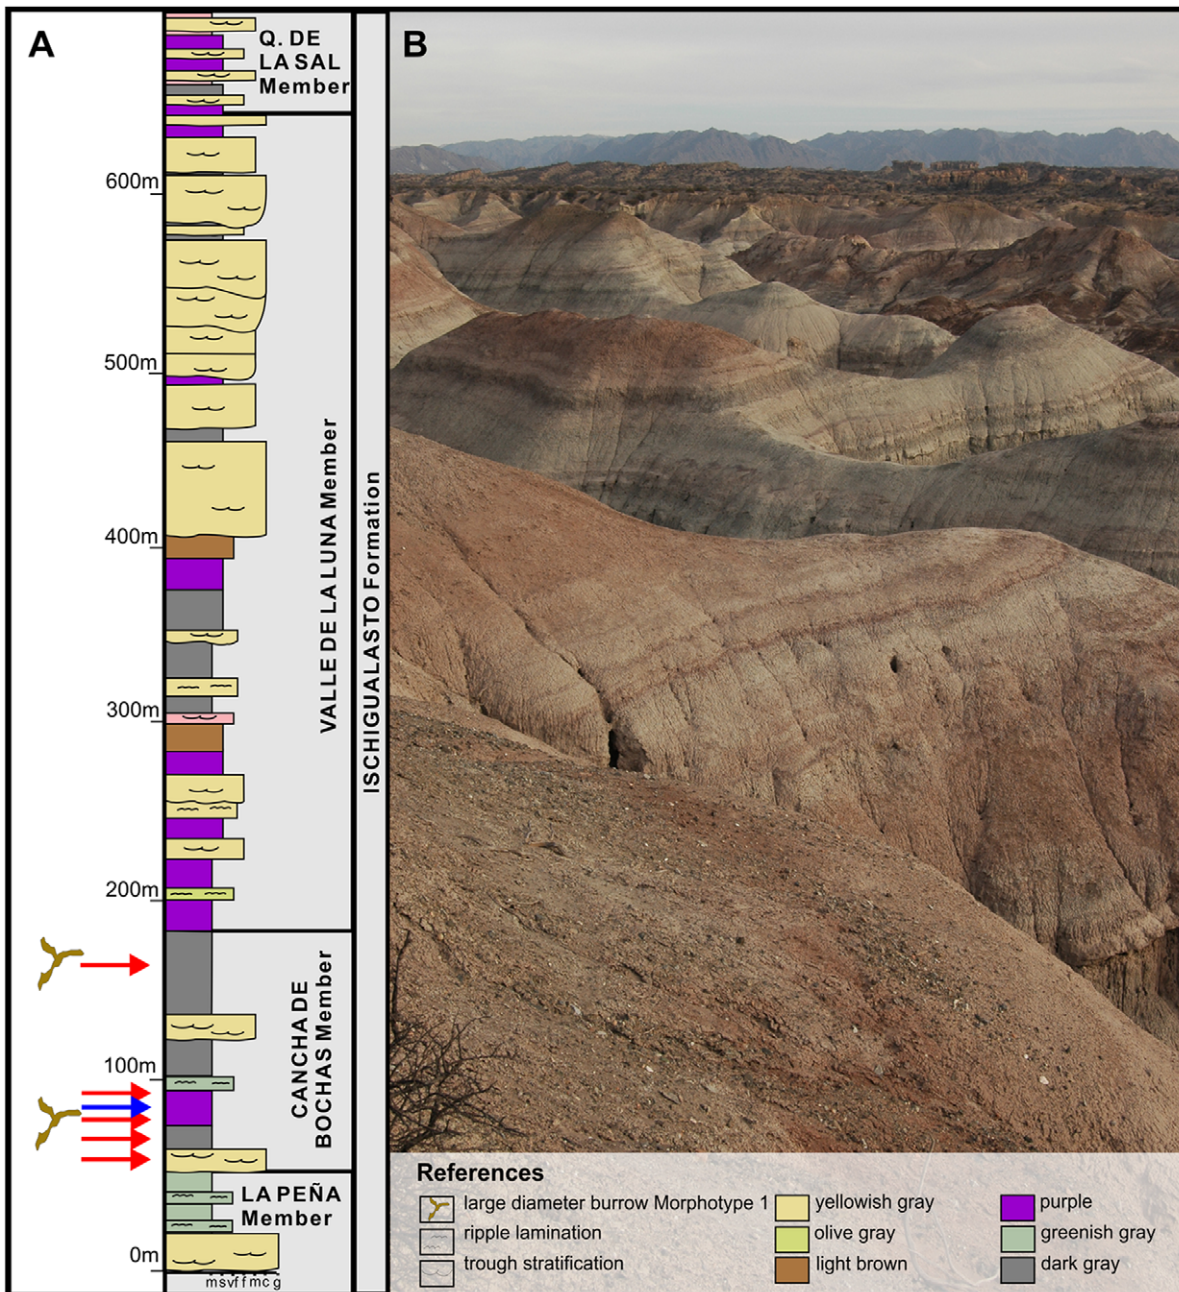 A
B
Q. DE
LA SAL
Member
600m
500m
400m
300m
200m
100m
0m
VALLE DE LA LUNA Member
ISCHIGUALASTO Formation
CANCHA DE
BOCHAS Member
LA PEÑA
Member
m s vf f m c g
References
large diameter burrow Morphotype 1
ripple lamination
trough stratification
yellowish gray
olive gray
light brown
purple
greenish gray
dark gray